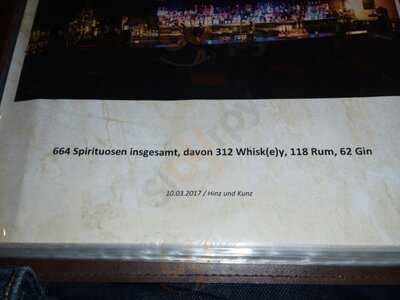 664 Spirituosen insgesamt, davon 312 Whisk(e)y, 118 Rum, 62 Gin
10.03.2017 / Hinz und Kunz